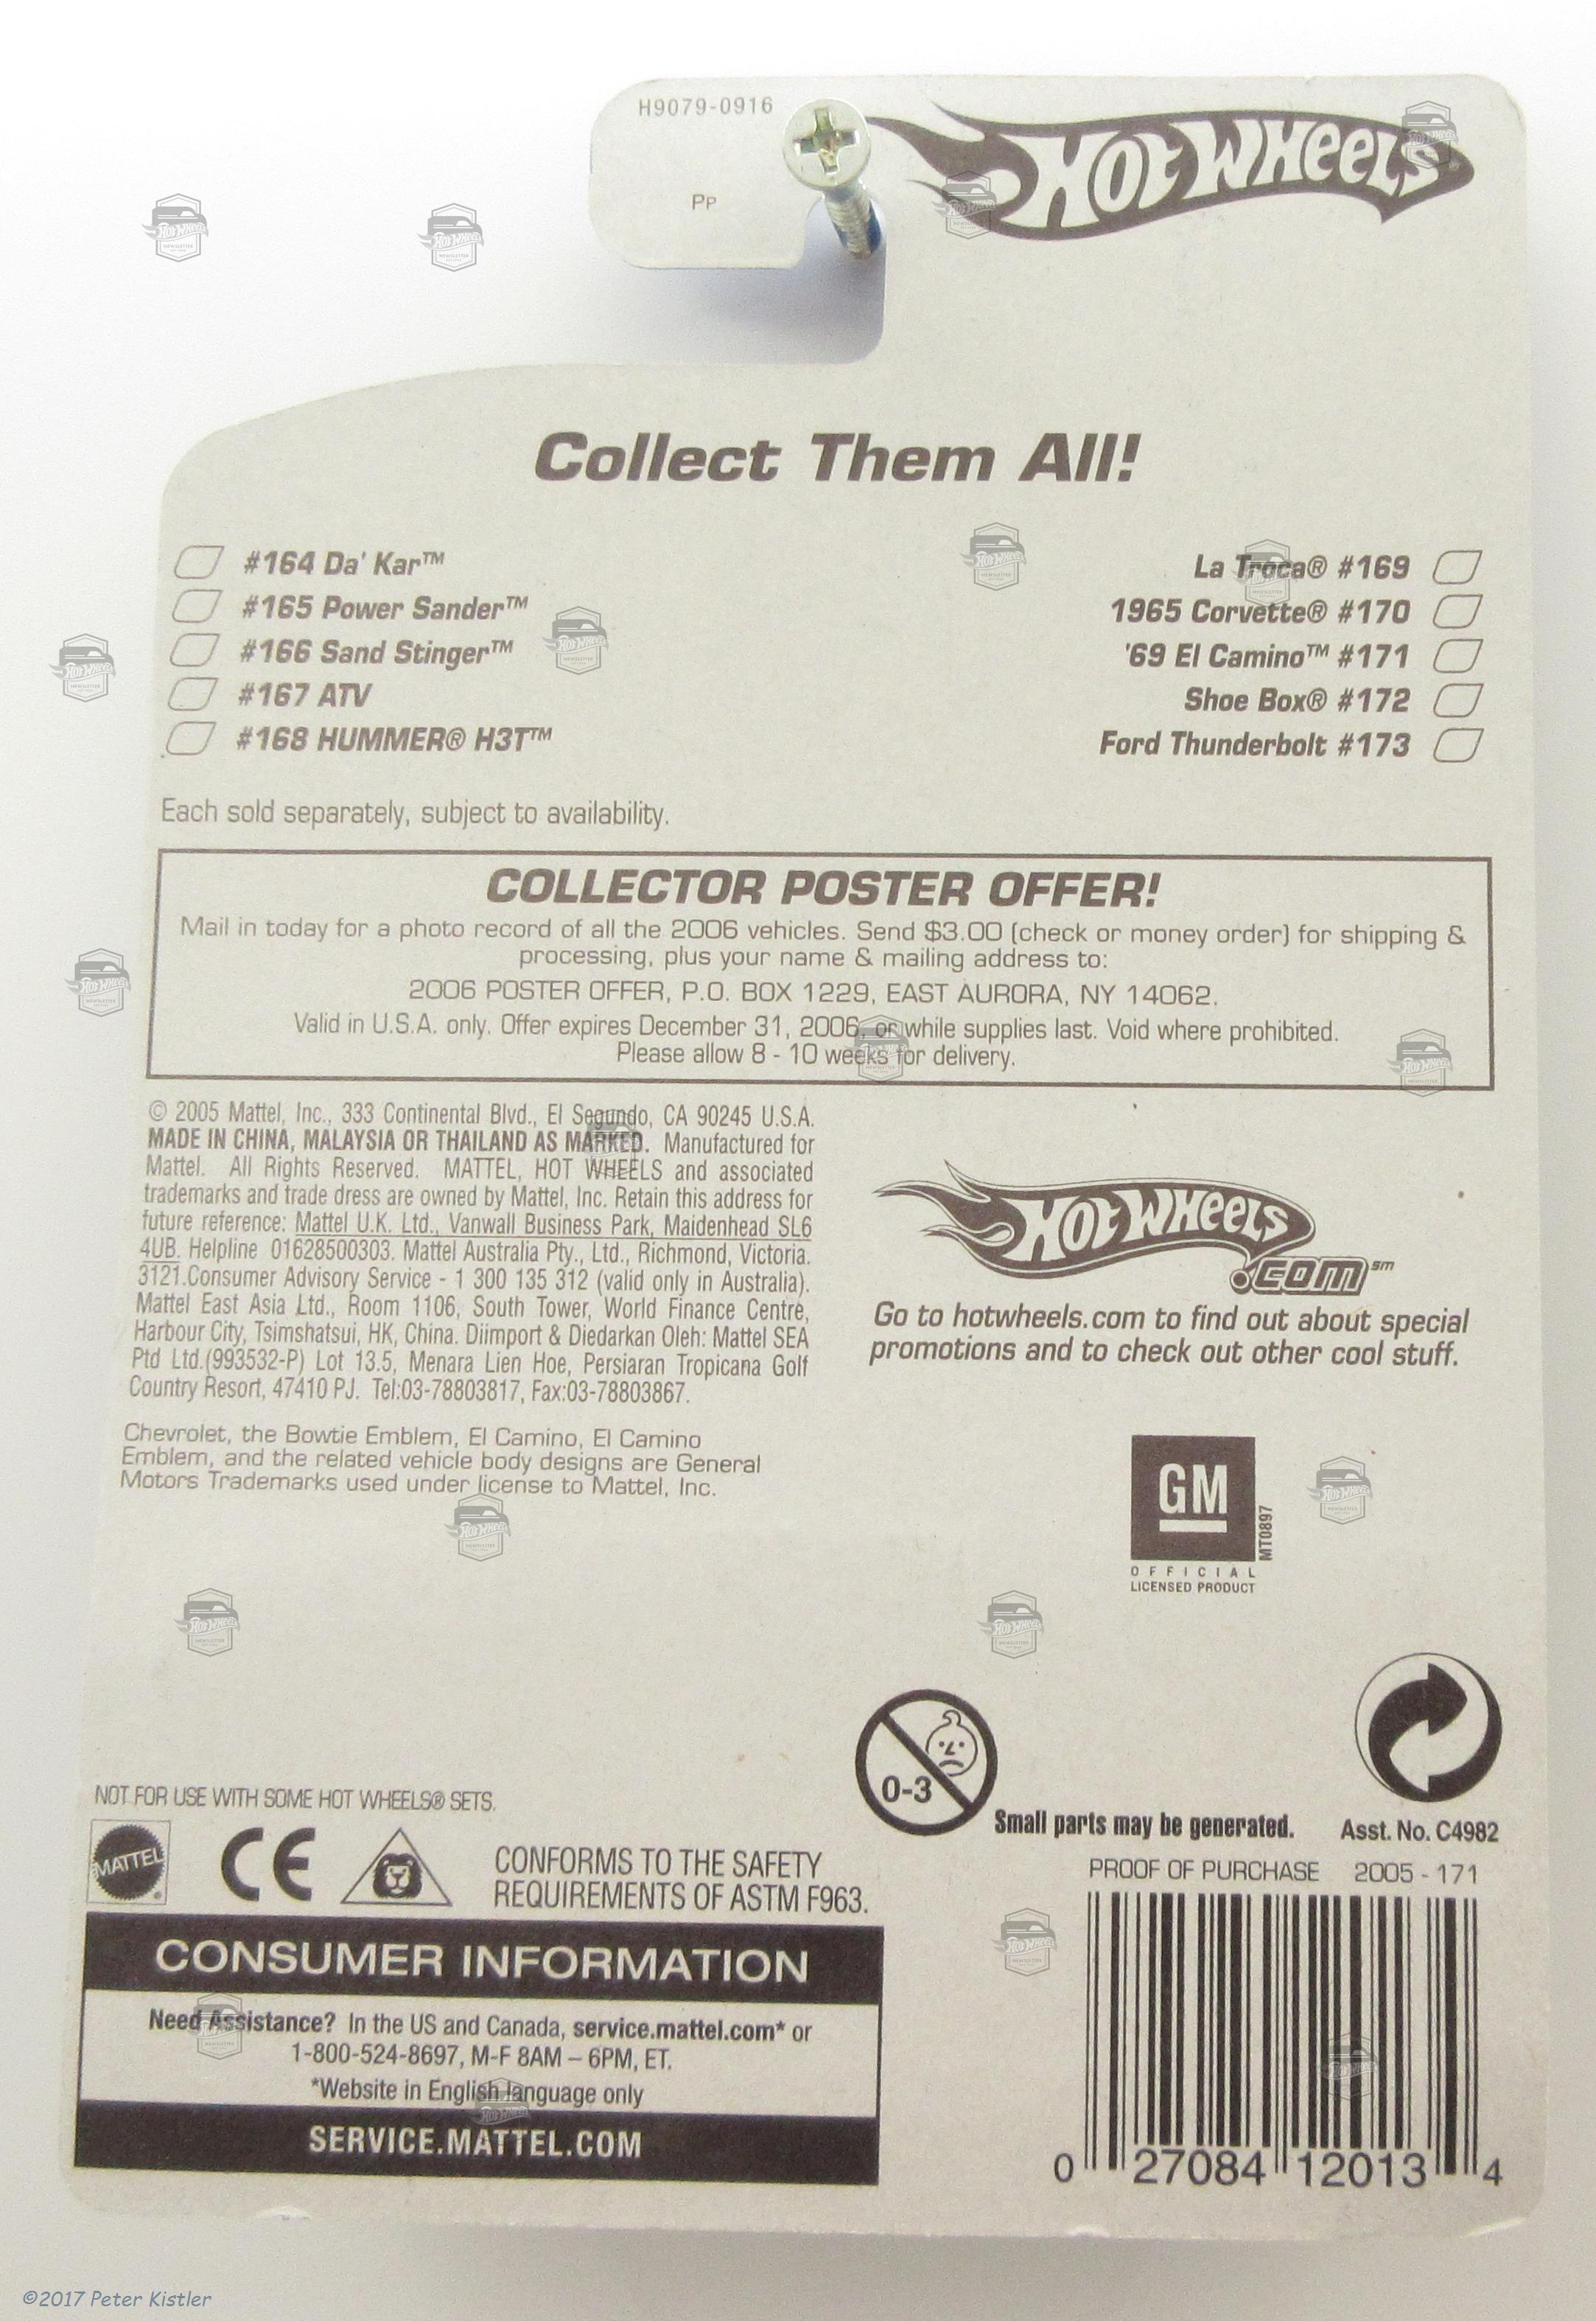 H9079-0916
PP
HOT WHEELS
Collect Them All!
#164 Da' Kar™
#165 Power Sander™
#166 Sand Stinger™
#167 ATV
#168 HUMMER® H3T™
La Troca® #169
1965 Corvette® #170
'69 El Camino™ #171
Shoe Box® #172
Ford Thunderbolt #173
Each sold separately, subject to availability.
COLLECTOR POSTER OFFER!
Mail in today for a photo record of all the 2006 vehicles. Send $3.00 (check or money order) for shipping &
processing, plus your name & mailing address to:
2006 POSTER OFFER, P.O. BOX 1229, EAST AURORA, NY 14062.
Valid in U.S.A. only. Offer expires December 31, 2006, or while supplies last. Void where prohibited.
Please allow 8 - 10 weeks for delivery.
© 2005 Mattel, Inc., 333 Continental Blvd., El Segundo, CA 90245 U.S.A.
MADE IN CHINA, MALAYSIA OR THAILAND AS MARKED. Manufactured for
Mattel. All Rights Reserved. MATTEL, HOT WHEELS and associated
trademarks and trade dress are owned by Mattel, Inc. Retain this address for
future reference: Mattel U.K. Ltd., Vanwall Business Park, Maidenhead SL6
4UB. Helpline 01628500303. Mattel Australia Pty., Ltd., Richmond, Victoria.
3121.Consumer Advisory Service - 1 300 135 312 (valid only in Australia).
Mattel East Asia Ltd., Room 1106, South Tower, World Finance Centre,
Harbour City, Tsimshatsui, HK, China. Diimport & Diedarkan Oleh: Mattel SEA
Ptd Ltd.(993532-P) Lot 13.5, Menara Lien Hoe, Persiaran Tropicana Golf
Country Resort, 47410 PJ. Tel:03-78803817, Fax:03-78803867.
Chevrolet, the Bowtie Emblem, El Camino, El Camino
Emblem, and the related vehicle body designs are General
Motors Trademarks used under license to Mattel, Inc.
HOT WHEELS
.com℠
Go to hotwheels.com to find out about special
promotions and to check out other cool stuff.
GM
MT0897
OFFICIAL
LICENSED PRODUCT
0-3
Small parts may be generated.
Asst. No. C4982
NOT FOR USE WITH SOME HOT WHEELS® SETS.
MATTEL®
CE
CONFORMS TO THE SAFETY
REQUIREMENTS OF ASTM F963.
CONSUMER INFORMATION
Need Assistance? In the US and Canada, service.mattel.com* or
1-800-524-8697, M-F 8AM – 6PM, ET.
*Website in English language only
SERVICE.MATTEL.COM
PROOF OF PURCHASE 2005 - 171
0 27084 12013 4
©2017 Peter Kistler